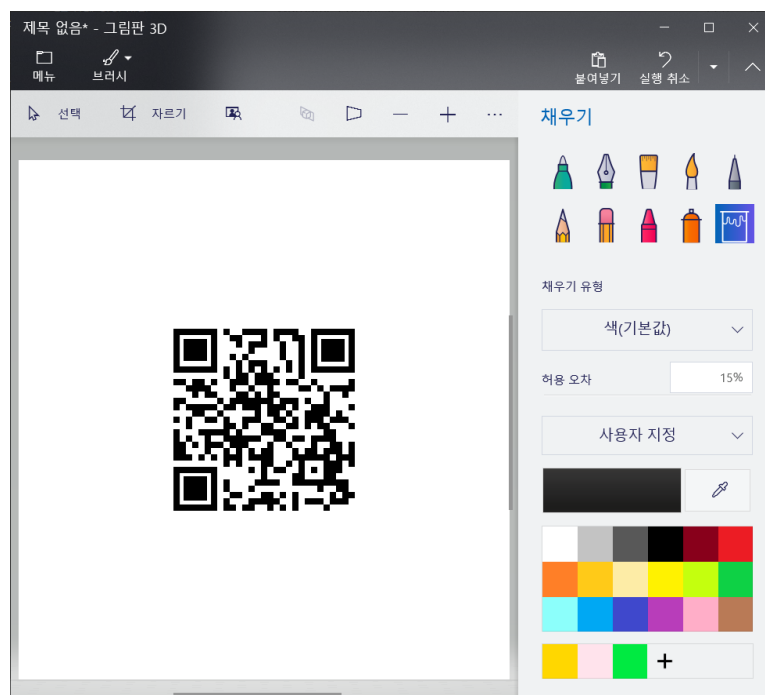 제목 없음* - 그림판 3D
메뉴
브러시
붙여넣기
실행 취소
선택
자르기
채우기
채우기 유형
색(기본값)
허용 오차
15%
사용자 지정